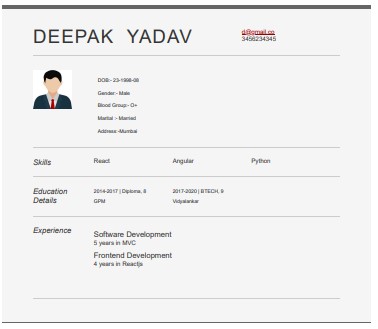 DEEPAK YADAV
d@gmail.co
3456234345
DOB:- 23-1998-08
Gender:- Male
Blood Group:- O+
Marital :- Married
Address -Mumbai
Skills React Angular Python
Education Details
2014-2017 | Diploma, 8 2017-2020 | BTECH, 9
GPM Vidyalankar
Experience
Software Development
5 years in MVC
Frontend Development
4 years in Reactjs